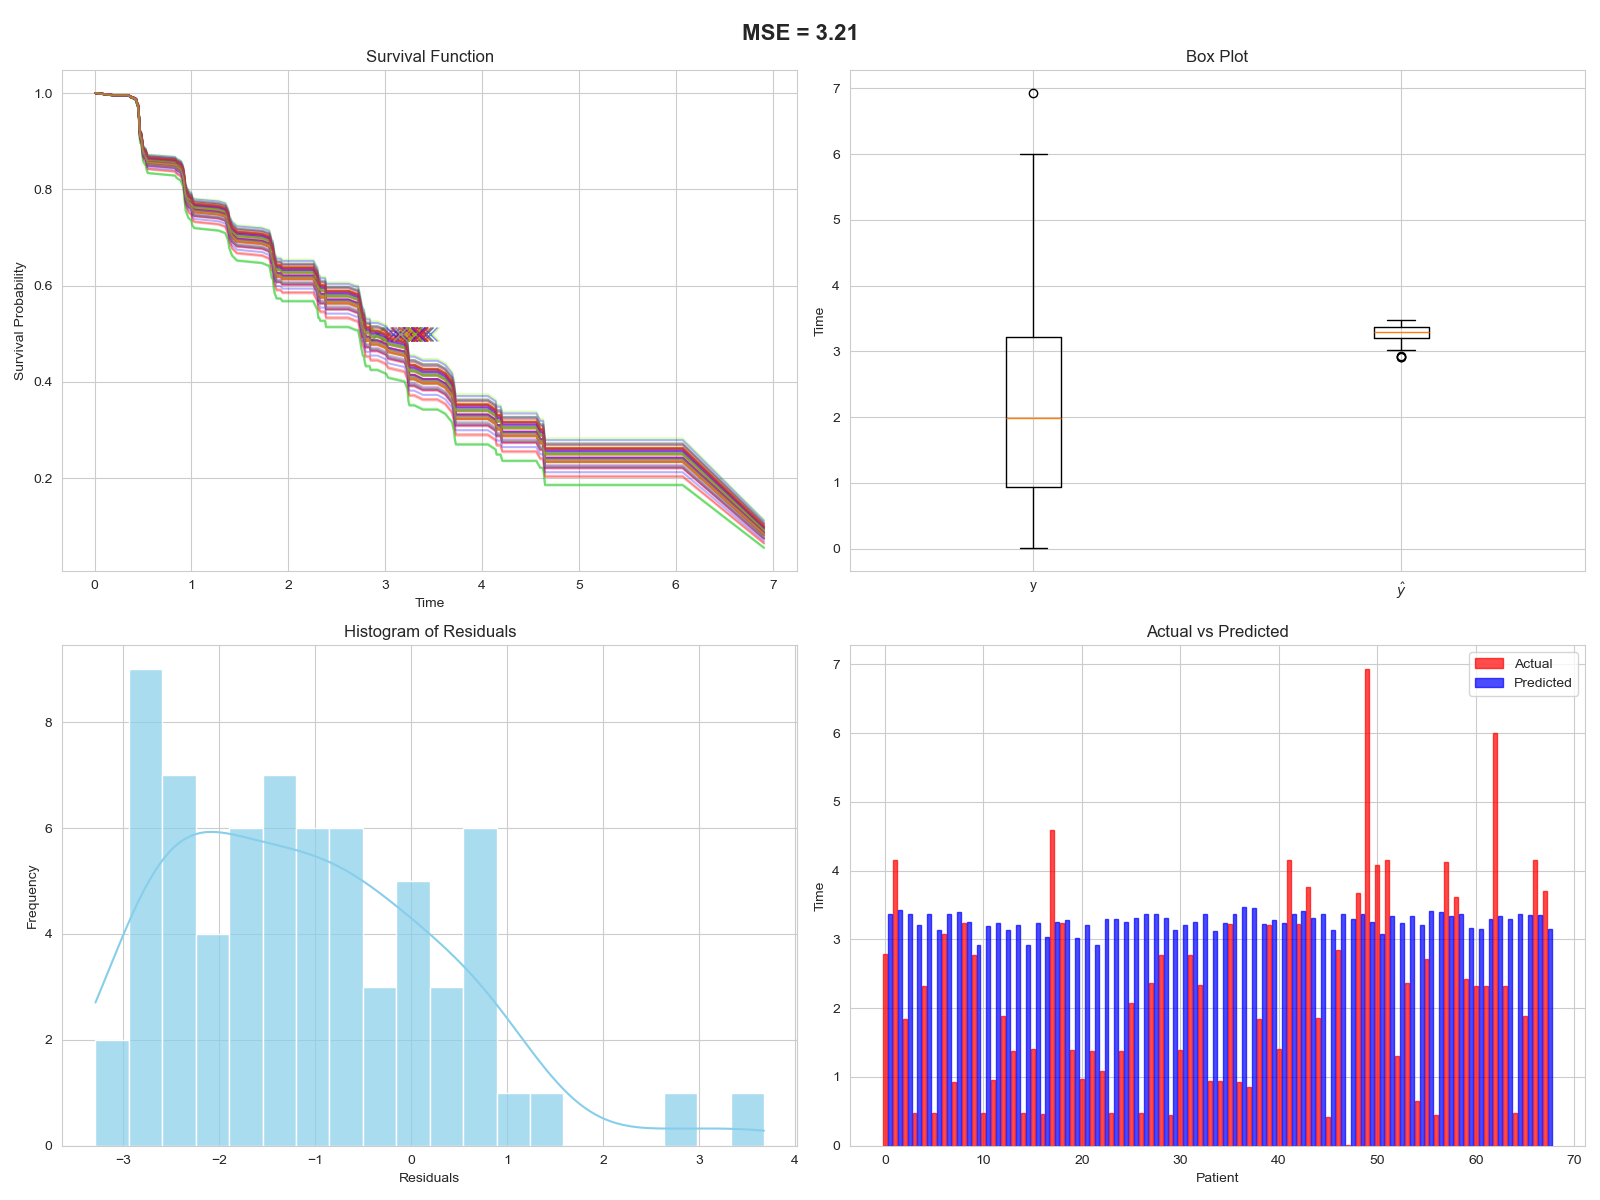 MSE = 3.21
Survival Function
Survival Probability
1.0
0.8
0.6
0.4
0.2
0 1 2 3 4 5 6 7
Time
Box Plot
Time
7
6
5
4
3
2
1
0
y ŷ
Histogram of Residuals
Frequency
8
6
4
2
0
−3 −2 −1 0 1 2 3 4
Residuals
Actual vs Predicted
Actual
Predicted
Time
7
6
5
4
3
2
1
0
0 10 20 30 40 50 60 70
Patient